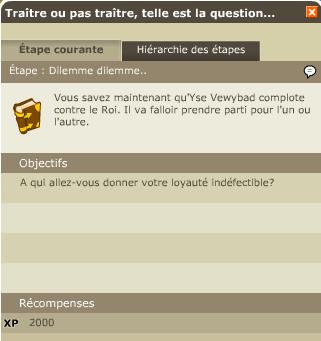 Traître ou pas traître, telle est la question...
Étape courante
Hiérarchie des étapes
Étape : Dilemme dilemme..
Vous savez maintenant qu'Yse Vewybad complote
contre le Roi. Il va falloir prendre parti pour l'un ou
l'autre.
Objectifs
A qui allez-vous donner votre loyauté indéfectible?
Récompenses
XP 2000